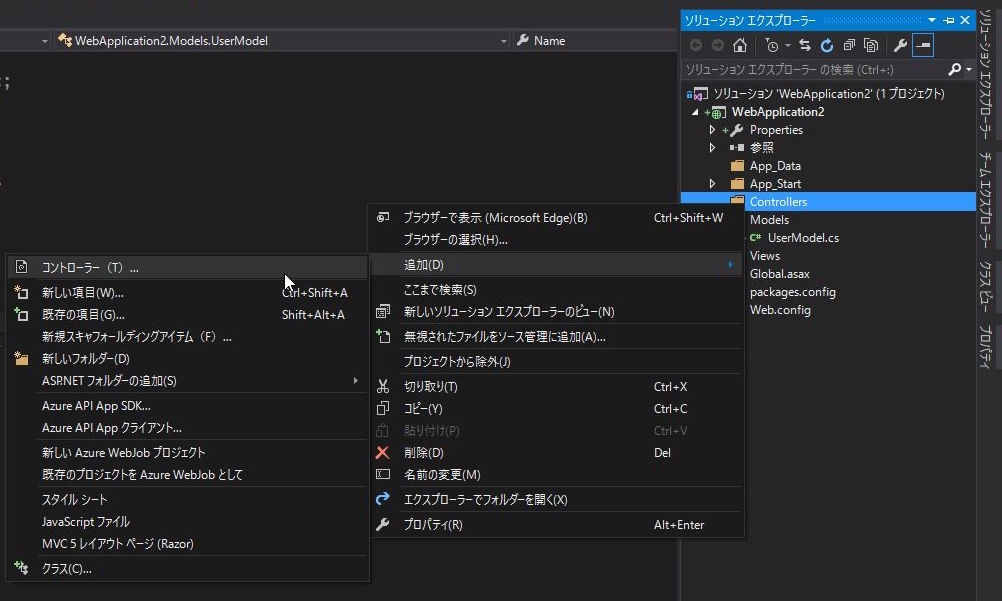 WebApplication2.Models.UserModel
Name
;
ソリューション エクスプローラー
ソリューション エクスプローラー の検索 (Ctrl+:)
ソリューション 'WebApplication2' (1 プロジェクト)
WebApplication2
Properties
参照
App_Data
App_Start
Controllers
Models
C# UserModel.cs
Views
Global.asax
packages.config
Web.config
ブラウザーで表示 (Microsoft Edge)(B) Ctrl+Shift+W
ブラウザーの選択(H)...
追加(D)
ここまで検索(S)
新しいソリューション エクスプローラーのビュー(N)
無視されたファイルをソース管理に追加(A)...
プロジェクトから除外(J)
切り取り(T) Ctrl+X
コピー(Y) Ctrl+C
貼り付け(P) Ctrl+V
削除(D) Del
名前の変更(M)
エクスプローラーでフォルダーを開く(X)
プロパティ(R) Alt+Enter
コントローラー（T）...
新しい項目(W)... Ctrl+Shift+A
既存の項目(G)... Shift+Alt+A
新規スキャフォールディングアイテム（F）...
新しいフォルダー(D)
ASP.NET フォルダーの追加(S)
Azure API App SDK...
Azure API App クライアント...
新しい Azure WebJob プロジェクト
既存のプロジェクトを Azure WebJob として
スタイル シート
JavaScript ファイル
MVC 5 レイアウト ページ (Razor)
クラス(C)...
ソリューション エクスプローラー
チーム エクスプローラー
クラス ビュー
プロパティ